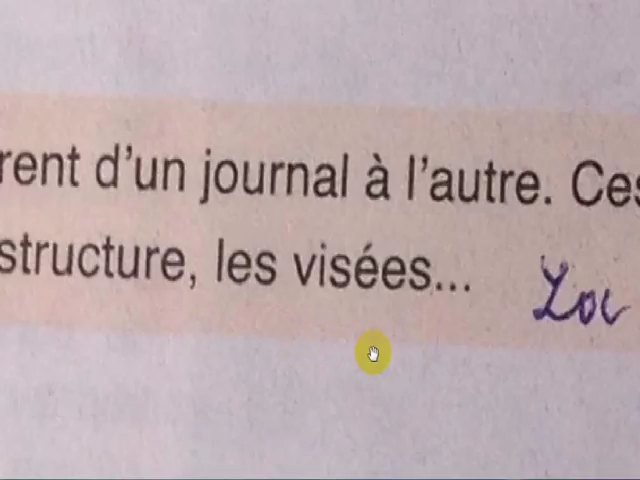 rent d'un journal à l'autre. Ces
structure, les visées...